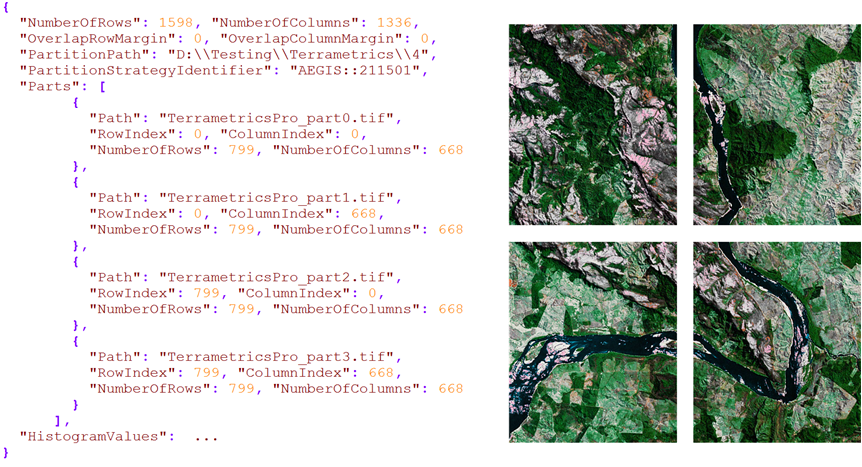 {
"NumberOfRows": 1598, "NumberOfColumns": 1336,
"OverlapRowMargin": 0, "OverlapColumnMargin": 0,
"PartitionPath": "D:\\Testing\\Terrametrics\\4",
"PartitionStrategyIdentifier": "AEGIS::211501",
"Parts": [
{
"Path": "TerrametricsPro_part0.tif",
"RowIndex": 0, "ColumnIndex": 0,
"NumberOfRows": 799, "NumberOfColumns": 668
},
{
"Path": "TerrametricsPro_part1.tif",
"RowIndex": 0, "ColumnIndex": 668,
"NumberOfRows": 799, "NumberOfColumns": 668
},
{
"Path": "TerrametricsPro_part2.tif",
"RowIndex": 799, "ColumnIndex": 0,
"NumberOfRows": 799, "NumberOfColumns": 668
},
{
"Path": "TerrametricsPro_part3.tif",
"RowIndex": 799, "ColumnIndex": 668,
"NumberOfRows": 799, "NumberOfColumns": 668
}
],
"HistogramValues": ...
}